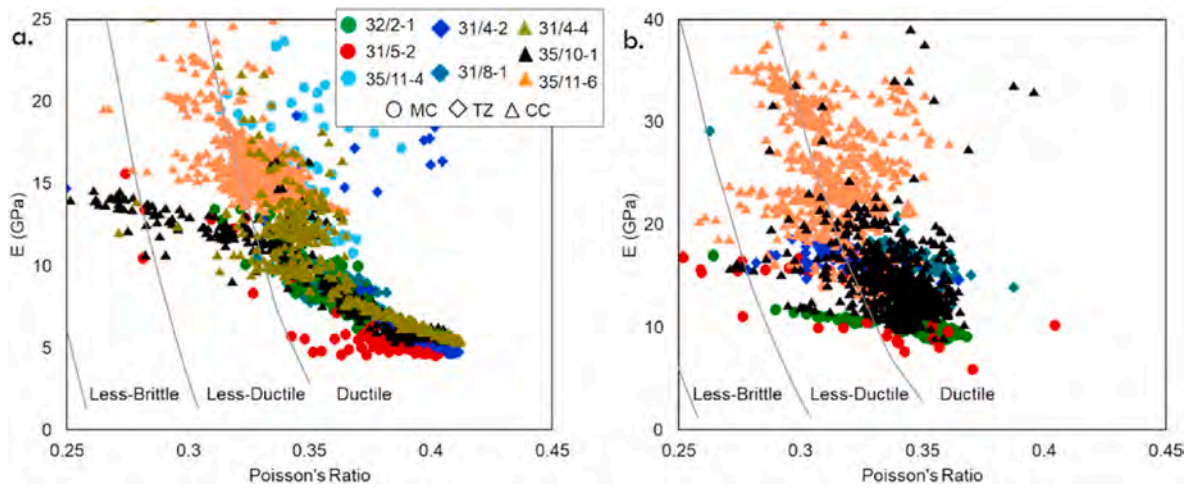 a.
25
20
15
10
5
0
E (GPa)
0.25
0.3
0.35
0.4
0.45
Poisson's Ratio
Less-Brittle
Less-Ductile
Ductile
32/2-1
31/4-2
31/4-4
31/5-2
35/10-1
35/11-4
31/8-1
35/11-6
MC
TZ
CC
b.
40
30
20
10
0
E (GPa)
0.25
0.3
0.35
0.4
0.45
Poisson's Ratio
Less-Brittle
Less-Ductile
Ductile